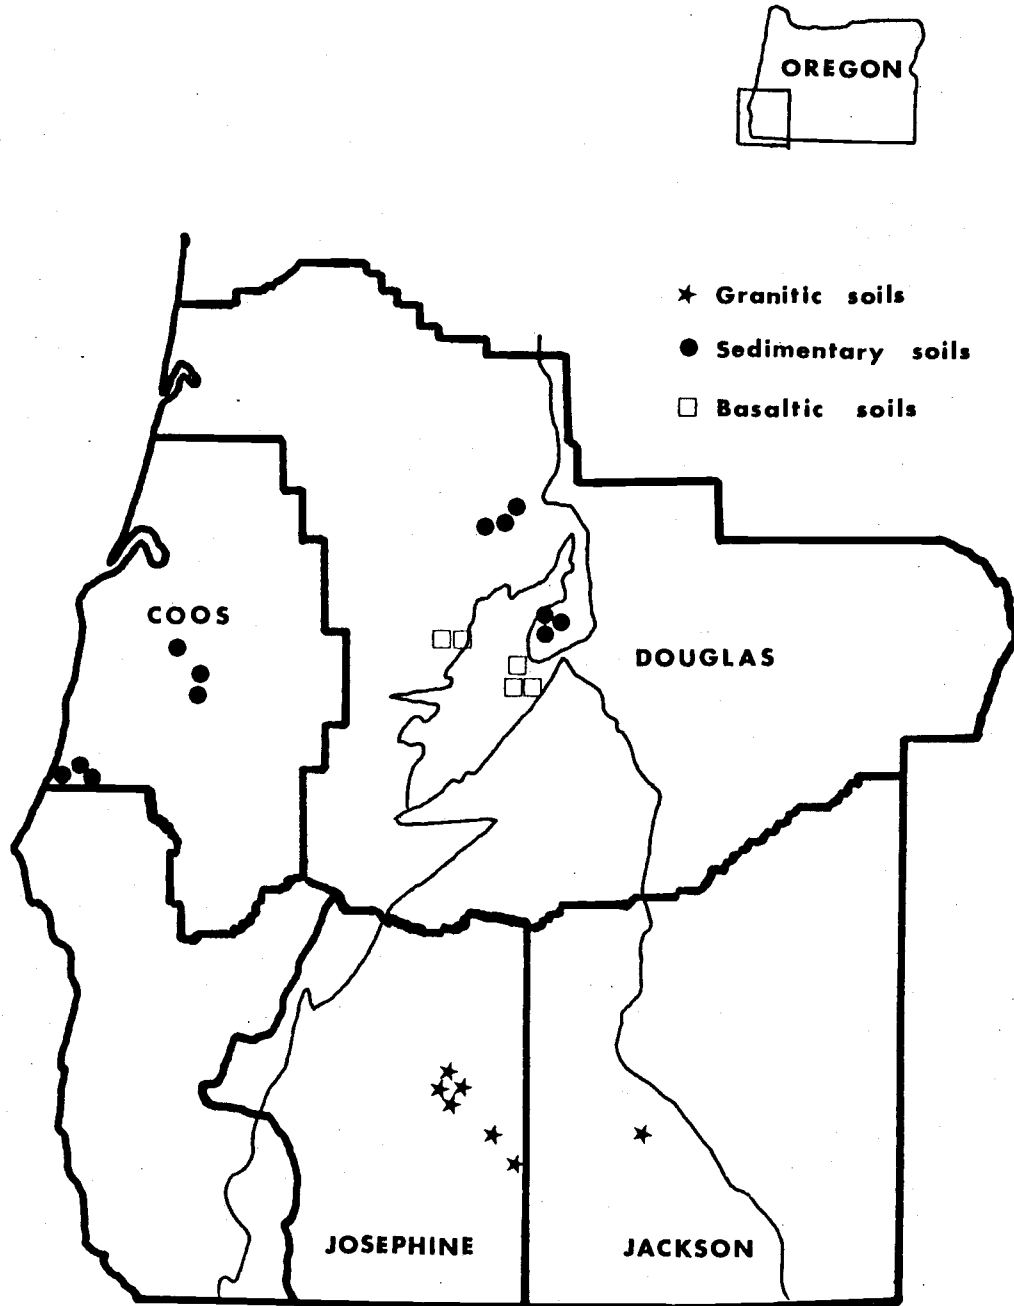 OREGON
Granitic soils
Sedimentary soils
Basaltic soils
COOS
DOUGLAS
JOSEPHINE
JACKSON